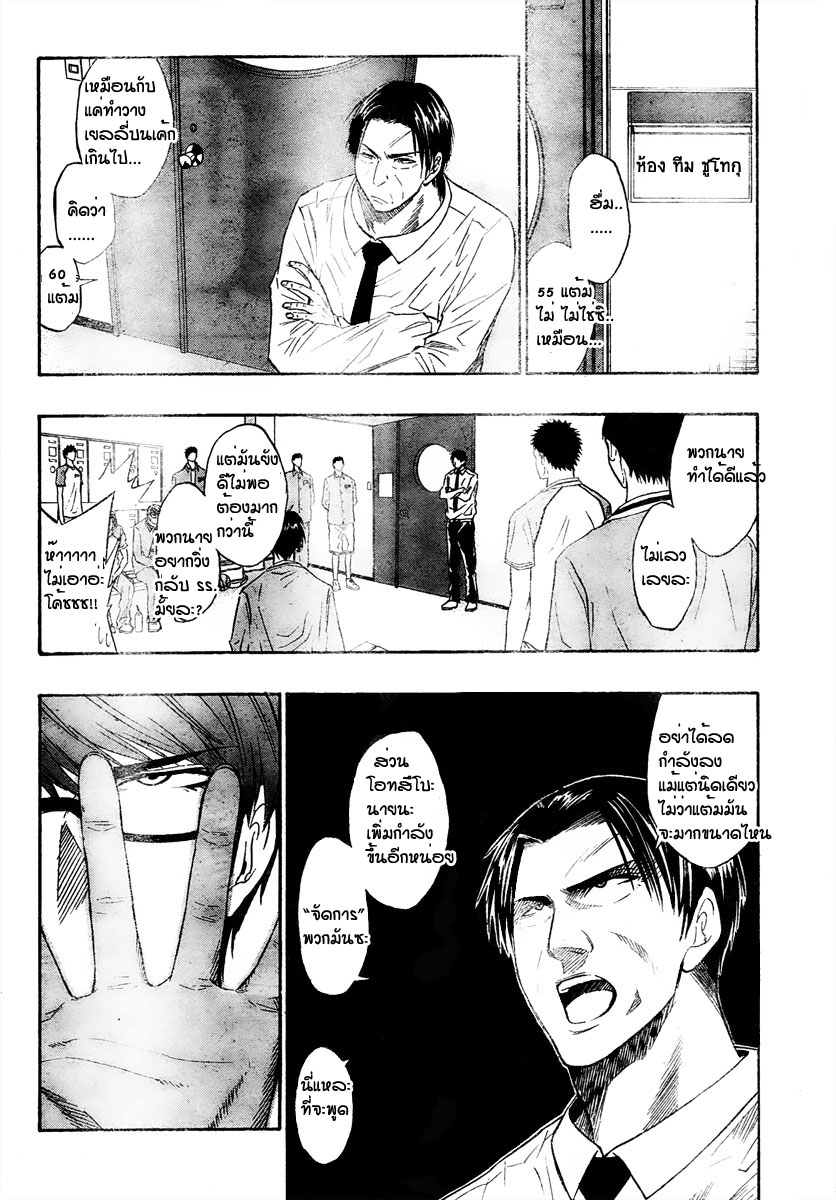 ห้อง ทีม ชูโทกุ
ฮึ่ม..
.....
55 แต้ม
ไม่ ไม่ใช่ซิ..
เหมือน...
เหมือนกับ
แค่ทำวาง
เยลลี่บนเค้ก
เกินไป...
คิดว่า
......
60
แต้ม
พวกนาย
ทำได้ดีแล้ว
ไม่เลว
เลยละ
แต่มันยัง
ดีไม่พอ
ต้องมาก
กว่านี้
พวกนาย
อยากวิ่ง
กลับ รร.
มั้ยละ?
ห๊าาาาาา
ไม่เอาอ่ะ
โค้ชชช!!
อย่าได้ลด
กำลังลง
แม้แต่นิดเดียว
ไม่ว่าแต้มมัน
จะมากขนาดไหน
ส่วน
โอทสึโบะ
นายนะ
เพิ่มกำลัง
ขึ้นอีกหน่อย
"จัดการ"
พวกมันซะ
นี่แหละ
ที่จะพูด